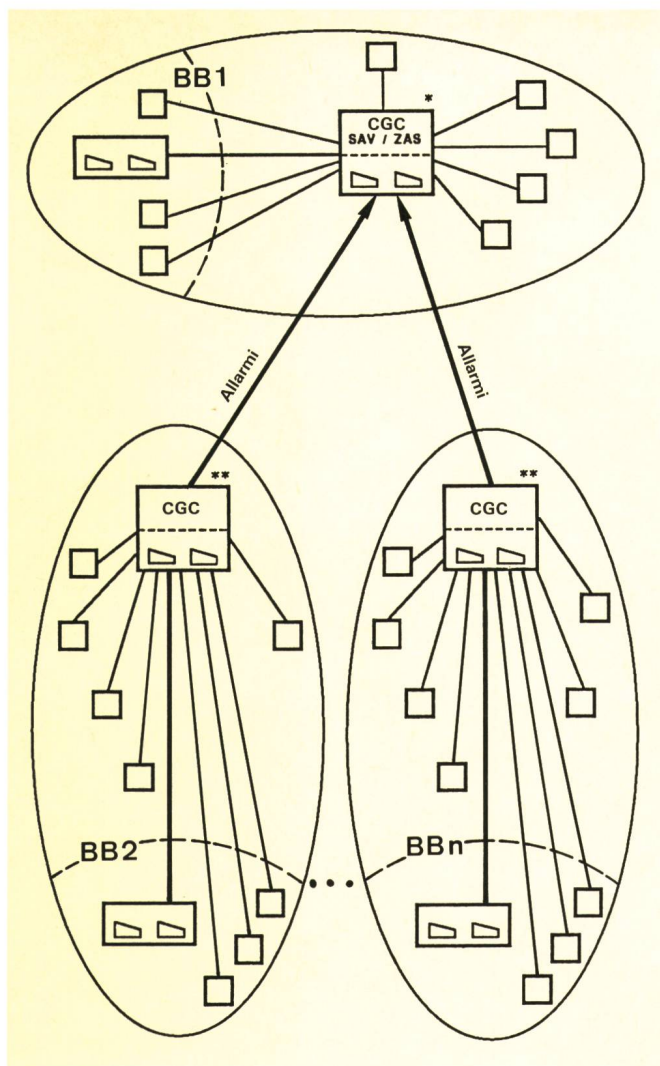 BB1
*
CGC
SAV / ZAS
Allarmi
Allarmi
**
CGC
**
CGC
BB2
BBn
...